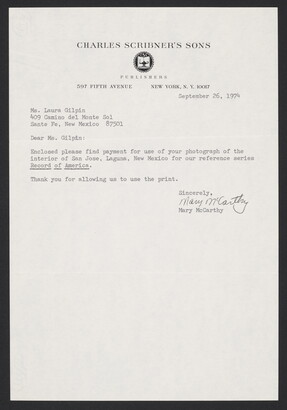 CHARLES SCRIBNER'S SONS
PUBLISHERS
597 FIFTH AVENUE NEW YORK, N. Y. 10017
September 26, 1974
Ms. Laura Gilpin
409 Camino del Monte Sol
Santa Fe, New Mexico 87501
Dear Ms. Gilpin:
Enclosed please find payment for use of your photograph of the
interior of San Jose, Laguna, New Mexico for our reference series
Record of America.
Thank you for allowing us to use the print.
Sincerely,
Mary McCarthy
Mary McCarthy